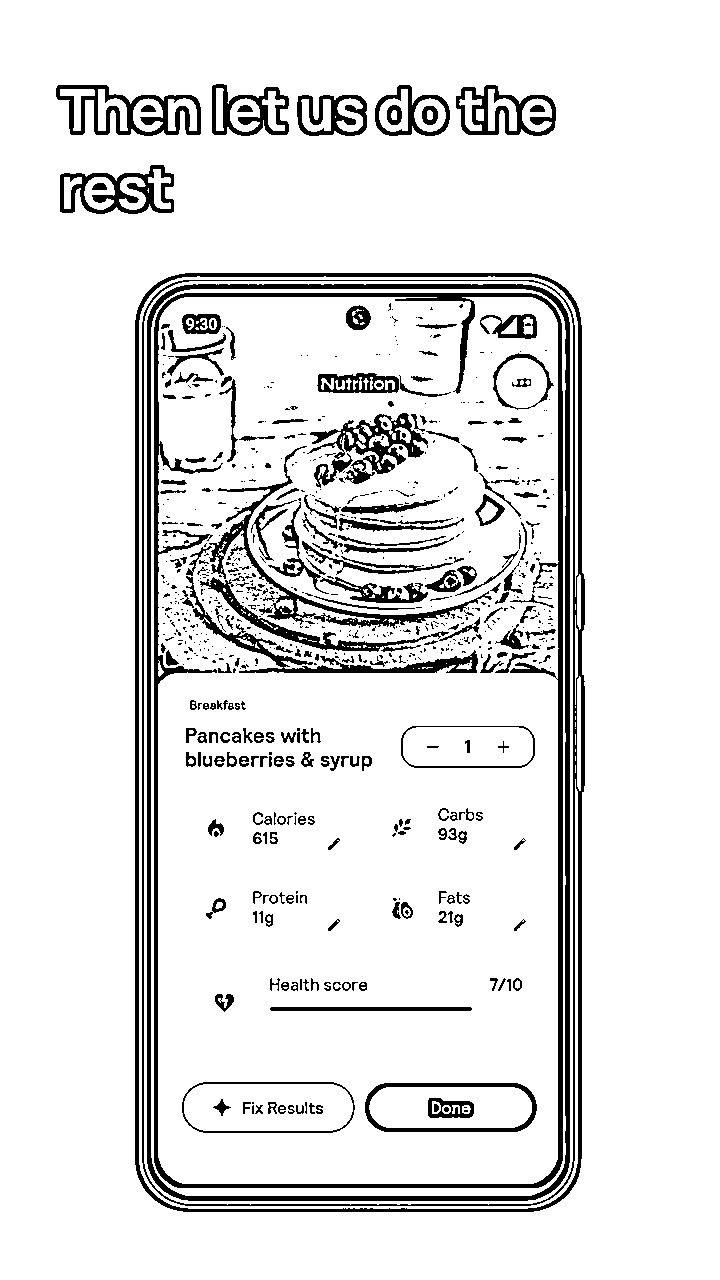 Then let us do the
rest
9:30
Nutrition
Breakfast
Pancakes with
blueberries & syrup
− 1 +
Calories
615
Carbs
93g
Protein
11g
Fats
21g
Health score
7/10
Fix Results
Done